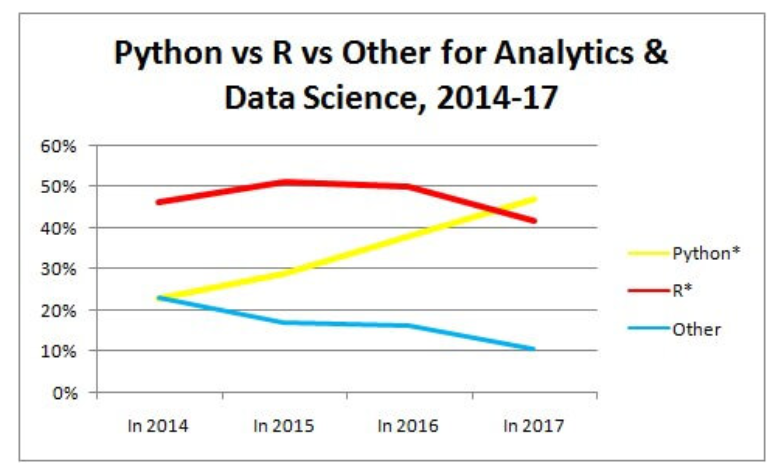 Python vs R vs Other for Analytics &
Data Science, 2014-17
60%
50%
40%
30%
20%
10%
0%
In 2014 In 2015 In 2016 In 2017
Python*
R*
Other